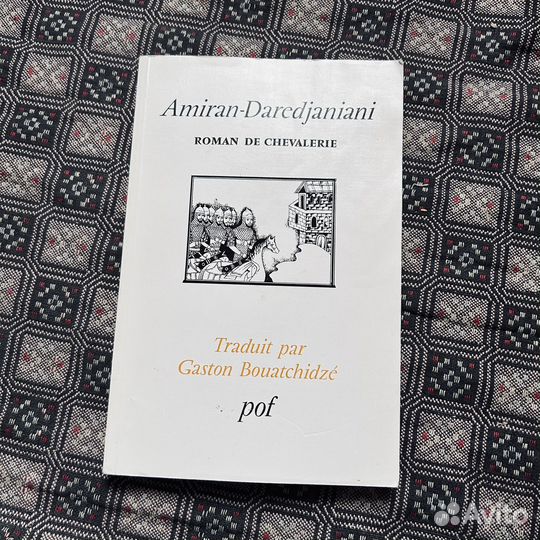 Amiran-Daredjaniani
ROMAN DE CHEVALERIE
Traduit par
Gaston Bouatchidzé
pof
Avito